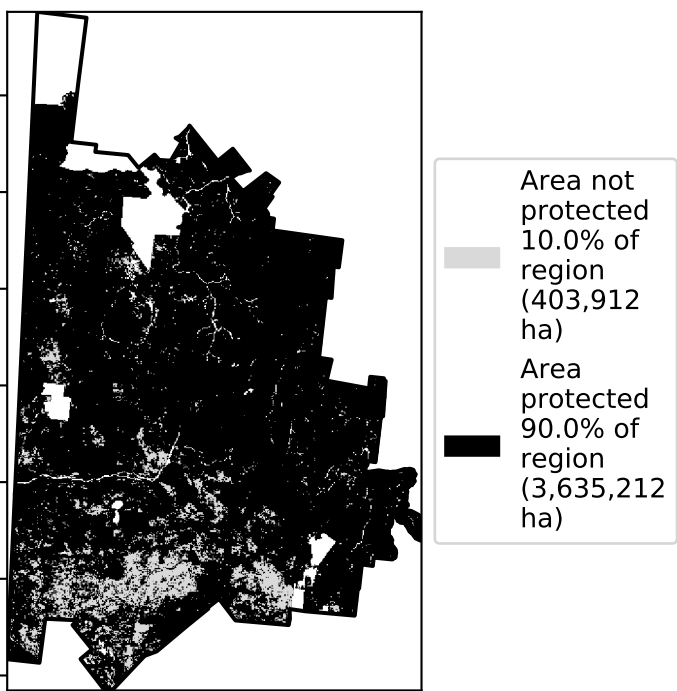 Area not
protected
10.0% of
region
(403,912
ha)
Area
protected
90.0% of
region
(3,635,212
ha)